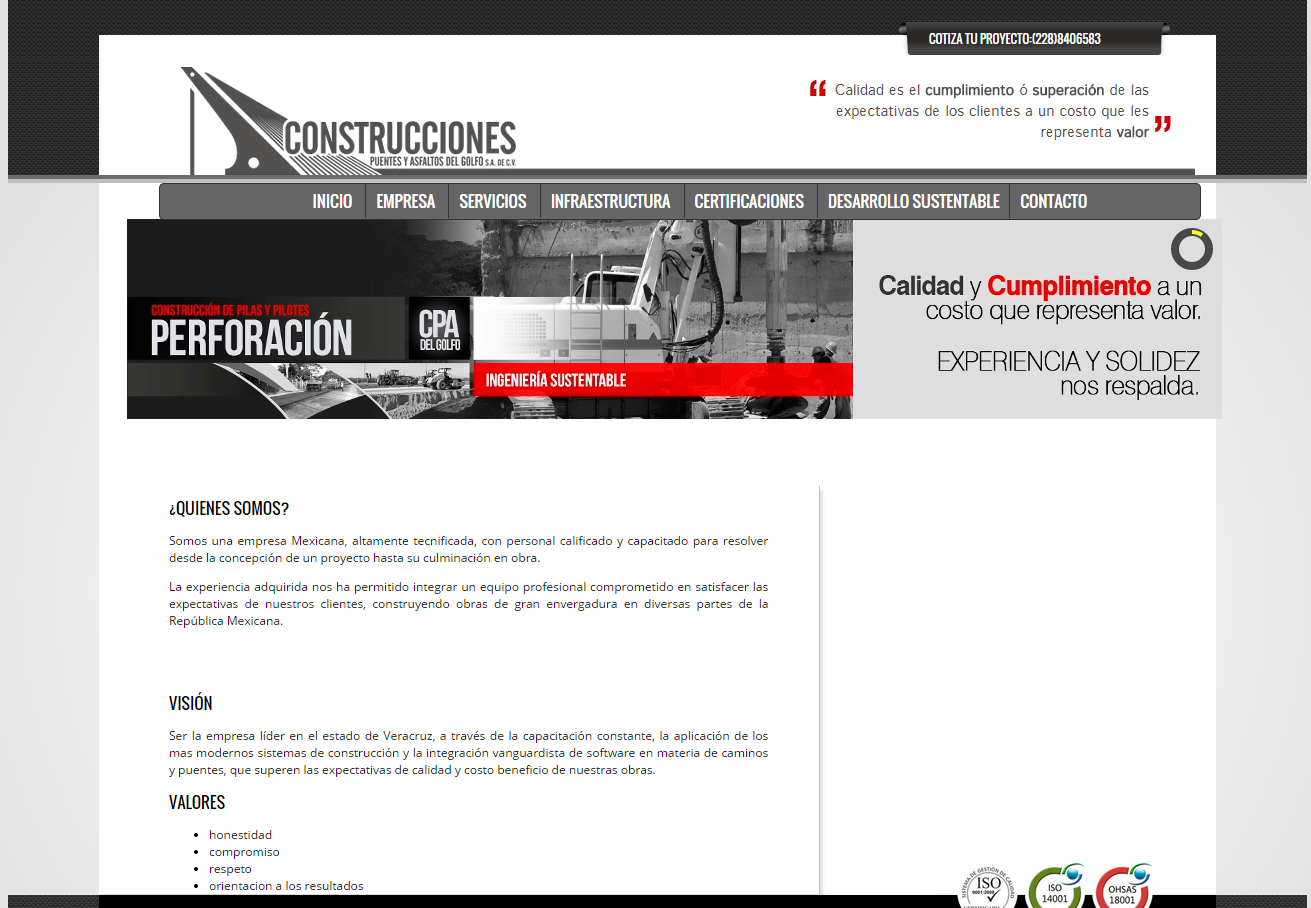 COTIZA TU PROYECTO:(228)8406583
“ Calidad es el cumplimiento ó superación de las
expectativas de los clientes a un costo que les
representa valor ”
CONSTRUCCIONES
PUENTES Y ASFALTOS DEL GOLFO S.A. DE C.V.
INICIO EMPRESA SERVICIOS INFRAESTRUCTURA CERTIFICACIONES DESARROLLO SUSTENTABLE CONTACTO
CONSTRUCCIÓN DE PILAS Y PILOTES
PERFORACIÓN
CPA
DEL GOLFO
INGENIERÍA SUSTENTABLE
Calidad y Cumplimiento a un
costo que representa valor.
EXPERIENCIA Y SOLIDEZ
nos respalda.
¿QUIENES SOMOS?
Somos una empresa Mexicana, altamente tecnificada, con personal calificado y capacitado para resolver
desde la concepción de un proyecto hasta su culminación en obra.
La experiencia adquirida nos ha permitido integrar un equipo profesional comprometido en satisfacer las
expectativas de nuestros clientes, construyendo obras de gran envergadura en diversas partes de la
República Mexicana.
VISIÓN
Ser la empresa líder en el estado de Veracruz, a través de la capacitación constante, la aplicación de los
mas modernos sistemas de construcción y la integración vanguardista de software en materia de caminos
y puentes, que superen las expectativas de calidad y costo beneficio de nuestras obras.
VALORES
• honestidad
• compromiso
• respeto
• orientacion a los resultados
SISTEMA DE GESTIÓN DE CALIDAD
ISO
9001:2008
ISO
14001
OHSAS
18001